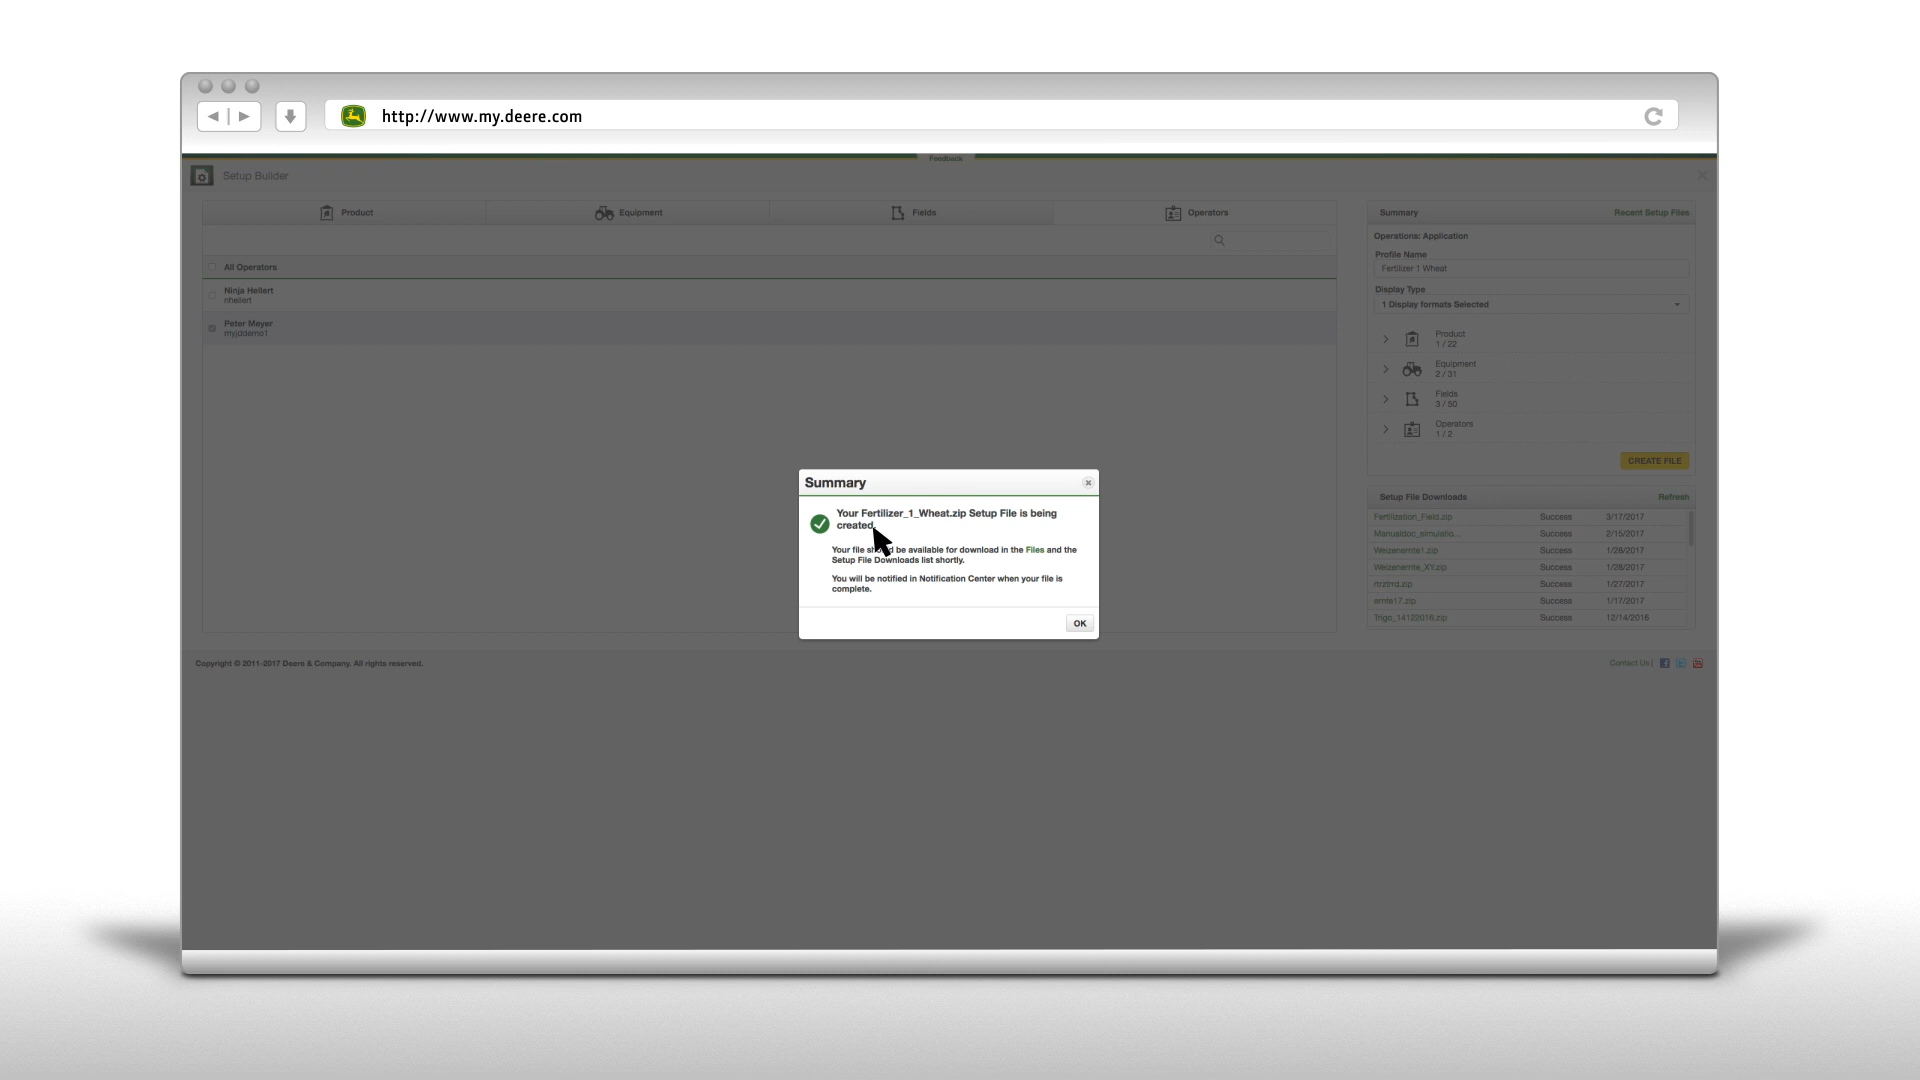 http://www.my.deere.com
Feedback
Setup Builder
Product
Equipment
Fields
Operators
All Operators
Ninja Hellert
nhellert
Peter Meyer
myjddemo1
Summary
Recent Setup Files
Operations: Application
Profile Name
Fertilizer 1 Wheat
Display Type
1 Display formats Selected
Product
1 / 22
Equipment
2 / 31
Fields
3 / 50
Operators
1 / 2
CREATE FILE
Setup File Downloads
Refresh
Fertilization_Field.zip Success 3/17/2017
Manualdoc_simulatio... Success 2/15/2017
Weizenernte1.zip Success 1/28/2017
Weizenernte_XY.zip Success 1/28/2017
Success 1/27/2017
ernte17.zip Success 1/17/2017
Trigo_14122016.zip Success 12/14/2016
Summary
Your Fertilizer_1_Wheat.zip Setup File is being
created.
Your file should be available for download in the Files and the
Setup File Downloads list shortly.
You will be notified in Notification Center when your file is
complete.
OK
Copyright © 2011-2017 Deere & Company. All rights reserved.
Contact Us |